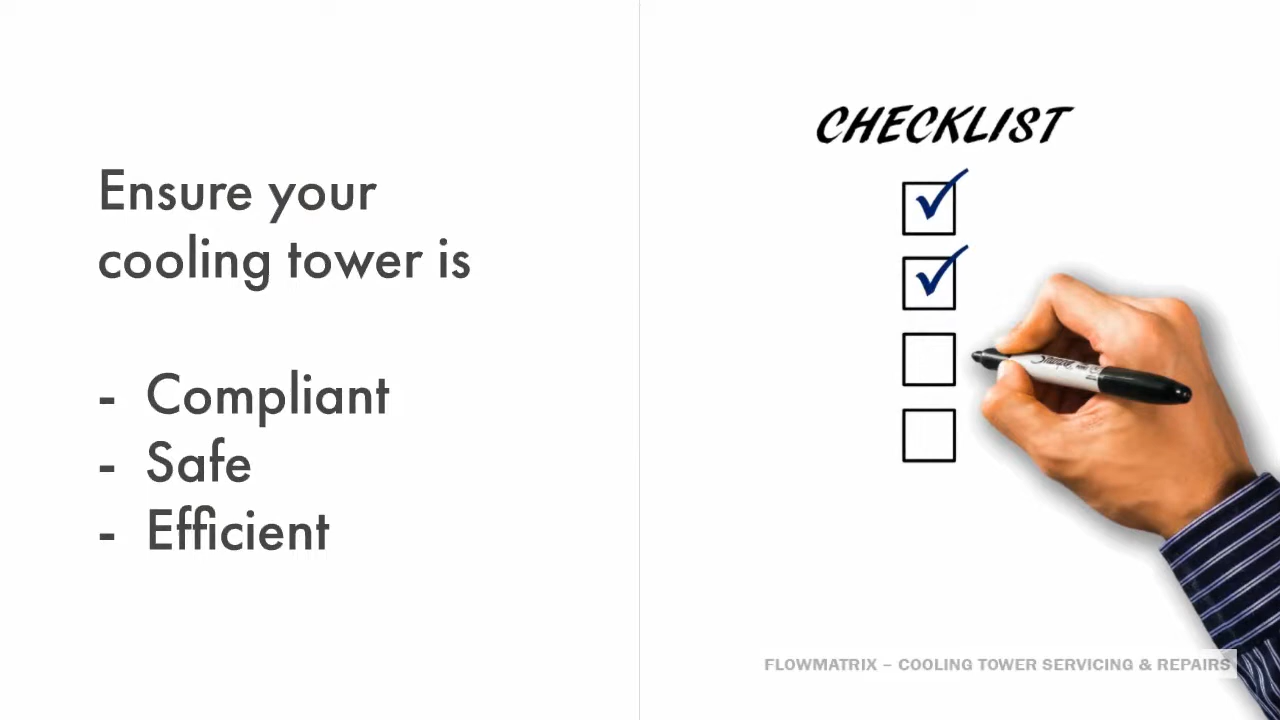 Ensure your
cooling tower is
- Compliant
- Safe
- Efficient
CHECKLIST
FLOWMATRIX – COOLING TOWER SERVICING & REPAIRS